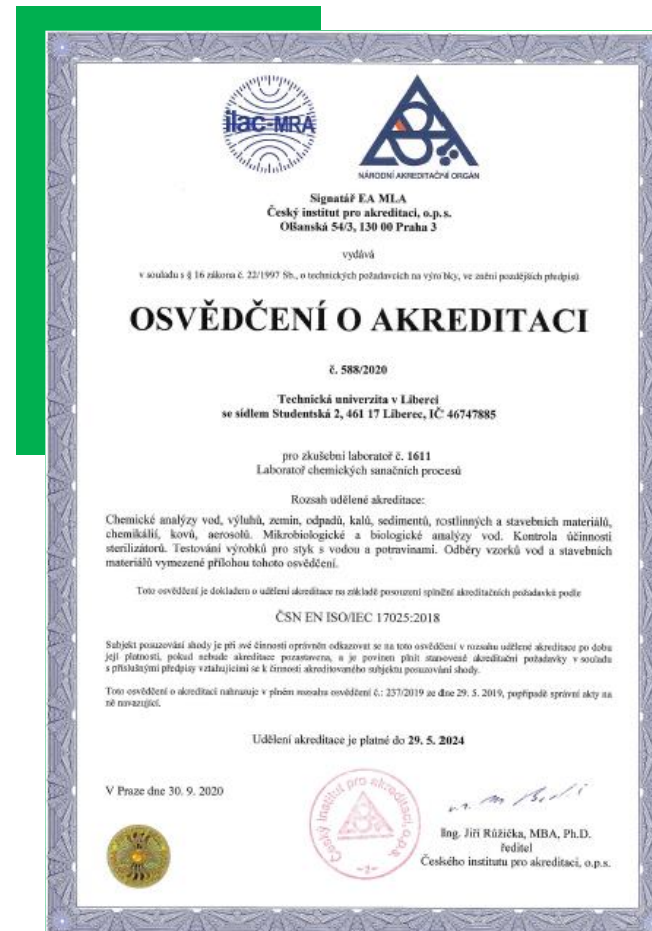 ilac-MRA
NÁRODNÍ AKREDITAČNÍ ORGÁN
Signatář EA MLA
Český institut pro akreditaci, o.p.s.
Olšanská 54/3, 130 00 Praha 3
vydává
v souladu s § 16 zákona č. 22/1997 Sb., o technických požadavcích na výrobky, ve znění pozdějších předpisů
OSVĚDČENÍ O AKREDITACI
č. 588/2020
Technická univerzita v Liberci
se sídlem Studentská 2, 461 17 Liberec, IČ 46747885
pro zkušební laboratoř č. 1611
Laboratoř chemických sanačních procesů
Rozsah udělené akreditace:
Chemické analýzy vod, výluhů, zemin, odpadů, kalů, sedimentů, rostlinných a stavebních materiálů,
chemikálií, kovů, aerosolů. Mikrobiologické a biologické analýzy vod. Kontrola účinnosti
sterilizátorů. Testování výrobků pro styk s vodou a potravinami. Odběry vzorků vod a stavebních
materiálů vymezené přílohou tohoto osvědčení.
Toto osvědčení je dokladem o udělení akreditace na základě posouzení splnění akreditačních požadavků podle
ČSN EN ISO/IEC 17025:2018
Subjekt posuzování shody je při své činnosti oprávněn odkazovat se na toto osvědčení v rozsahu udělené akreditace po dobu
její platnosti, pokud nebude akreditace pozastavena, a je povinen plnit stanovené akreditační požadavky v souladu
s příslušnými předpisy vztahujícími se k činnosti akreditovaného subjektu posuzování shody.
Toto osvědčení o akreditaci nahrazuje v plném rozsahu osvědčení č.: 237/2019 ze dne 29. 5. 2019, popřípadě správní akty na
ně navazující.
Udělení akreditace je platné do 29. 5. 2024
V Praze dne 30. 9. 2020
Český institut pro akreditaci o.p.s.
-2-
Ing. Jiří Růžička, MBA, Ph.D.
ředitel
Českého institutu pro akreditaci, o.p.s.